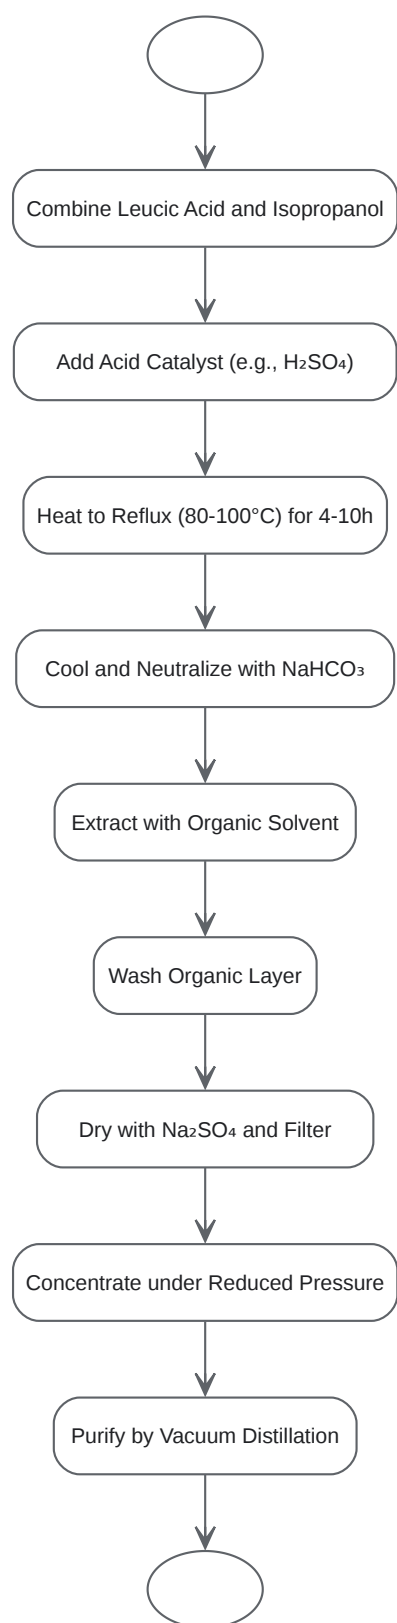 Combine Leucic Acid and Isopropanol
Add Acid Catalyst (e.g., H₂SO₄)
Heat to Reflux (80-100°C) for 4-10h
Cool and Neutralize with NaHCO₃
Extract with Organic Solvent
Wash Organic Layer
Dry with Na₂SO₄ and Filter
Concentrate under Reduced Pressure
Purify by Vacuum Distillation